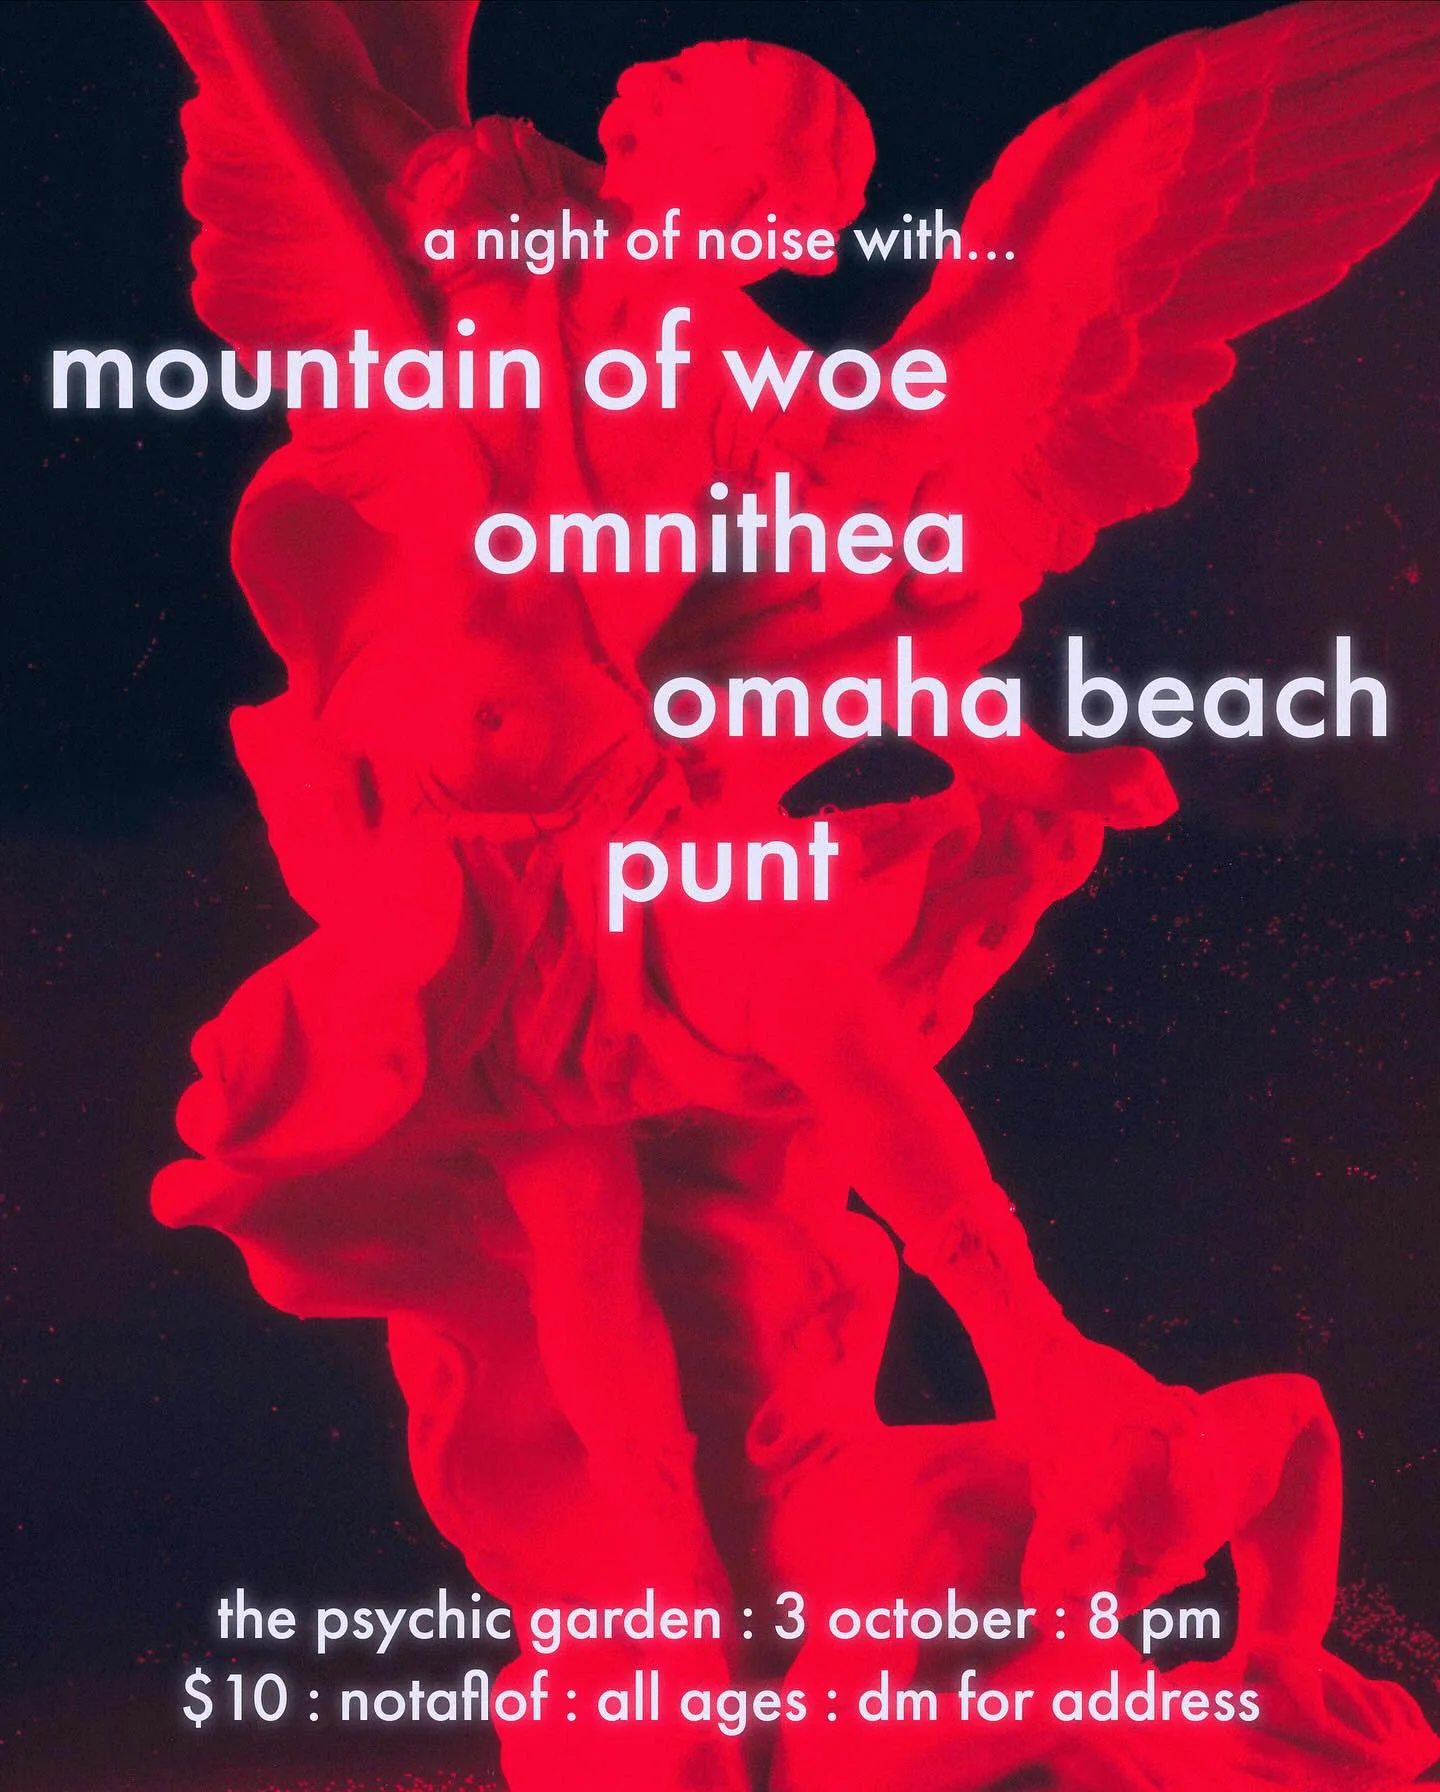 a night of noise with...
mountain of woe
omnithea
omaha beach
punt
the psychic garden : 3 october : 8 pm
$10 : notaflof : all ages : dm for address